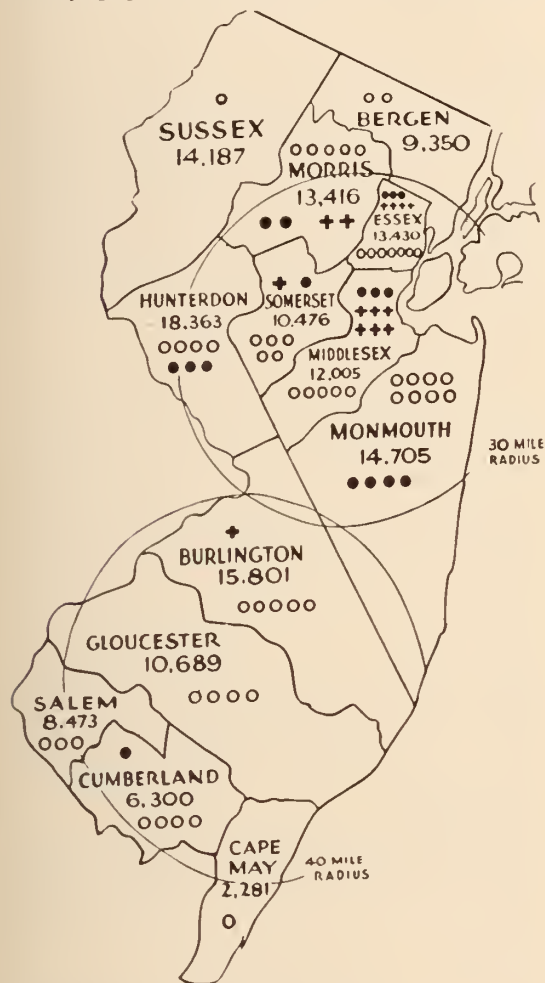 BERGEN
9,350
SUSSEX
14,187
MORRIS
13,416
ESSEX
13,430
HUNTERDON
18,363
SOMERSET
10,476
MIDDLESEX
12,005
MONMOUTH
14,705
30 MILE
RADIUS
BURLINGTON
15,801
GLOUCESTER
10,689
SALEM
8,473
CUMBERLAND
6,300
CAPE
MAY
2,281
40 MILE
RADIUS